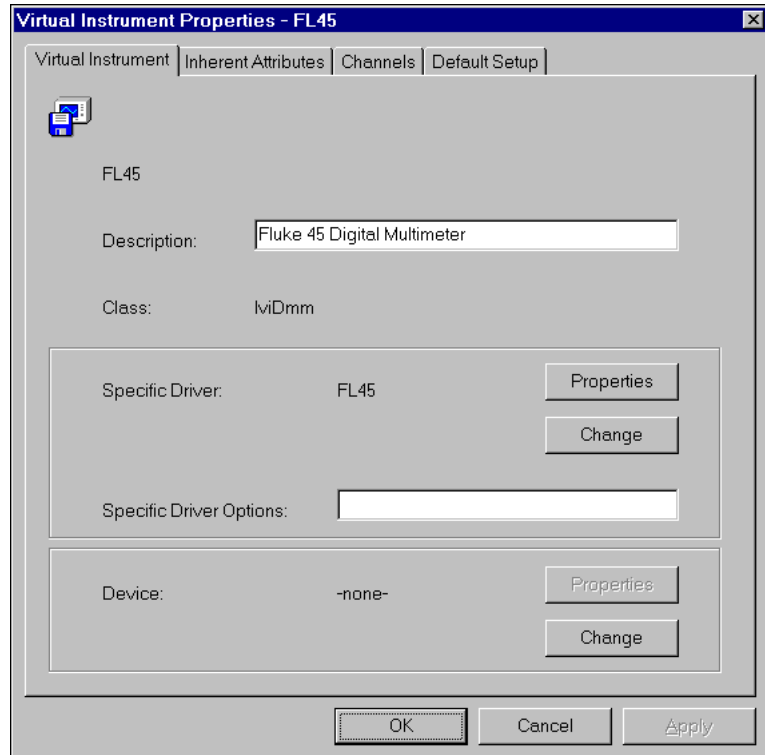 Virtual Instrument Properties - FL45
Virtual Instrument Inherent Attributes Channels Default Setup
FL45
Description: Fluke 45 Digital Multimeter
Class: IviDmm
Specific Driver: FL45 Properties
Change
Specific Driver Options:
Device: -none- Properties
Change
OK Cancel Apply